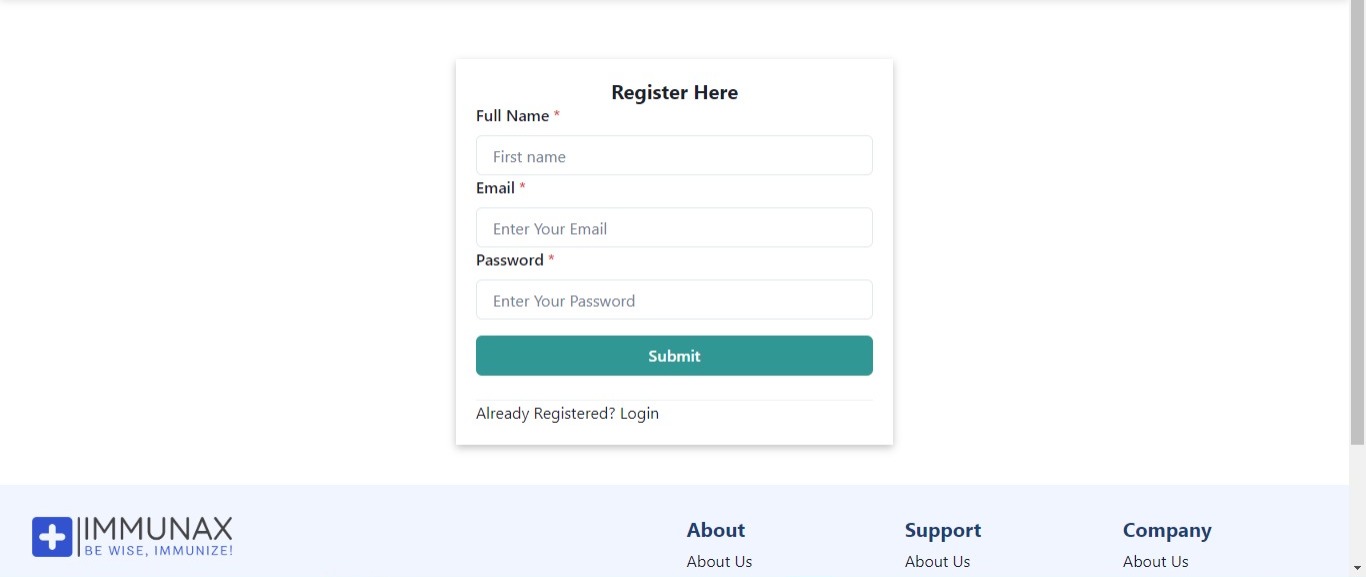 Register Here
Full Name *
First name
Email *
Enter Your Email
Password *
Enter Your Password
Submit
Already Registered? Login
IMMUNAX
BE WISE, IMMUNIZE!
About Support Company
About Us About Us About Us